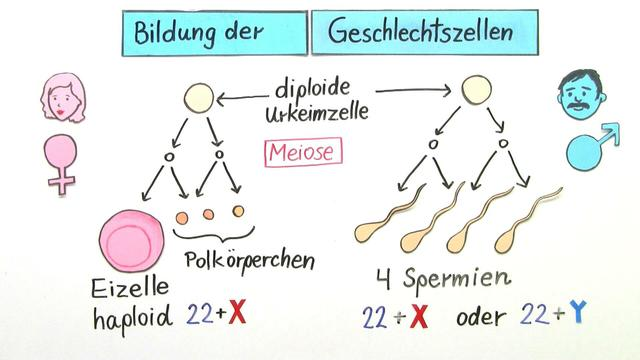 Bildung der Geschlechtszellen
diploide
Urkeimzelle
Meiose
Polkörperchen
Eizelle
haploid 22+X
4 Spermien
22+X oder 22+Y